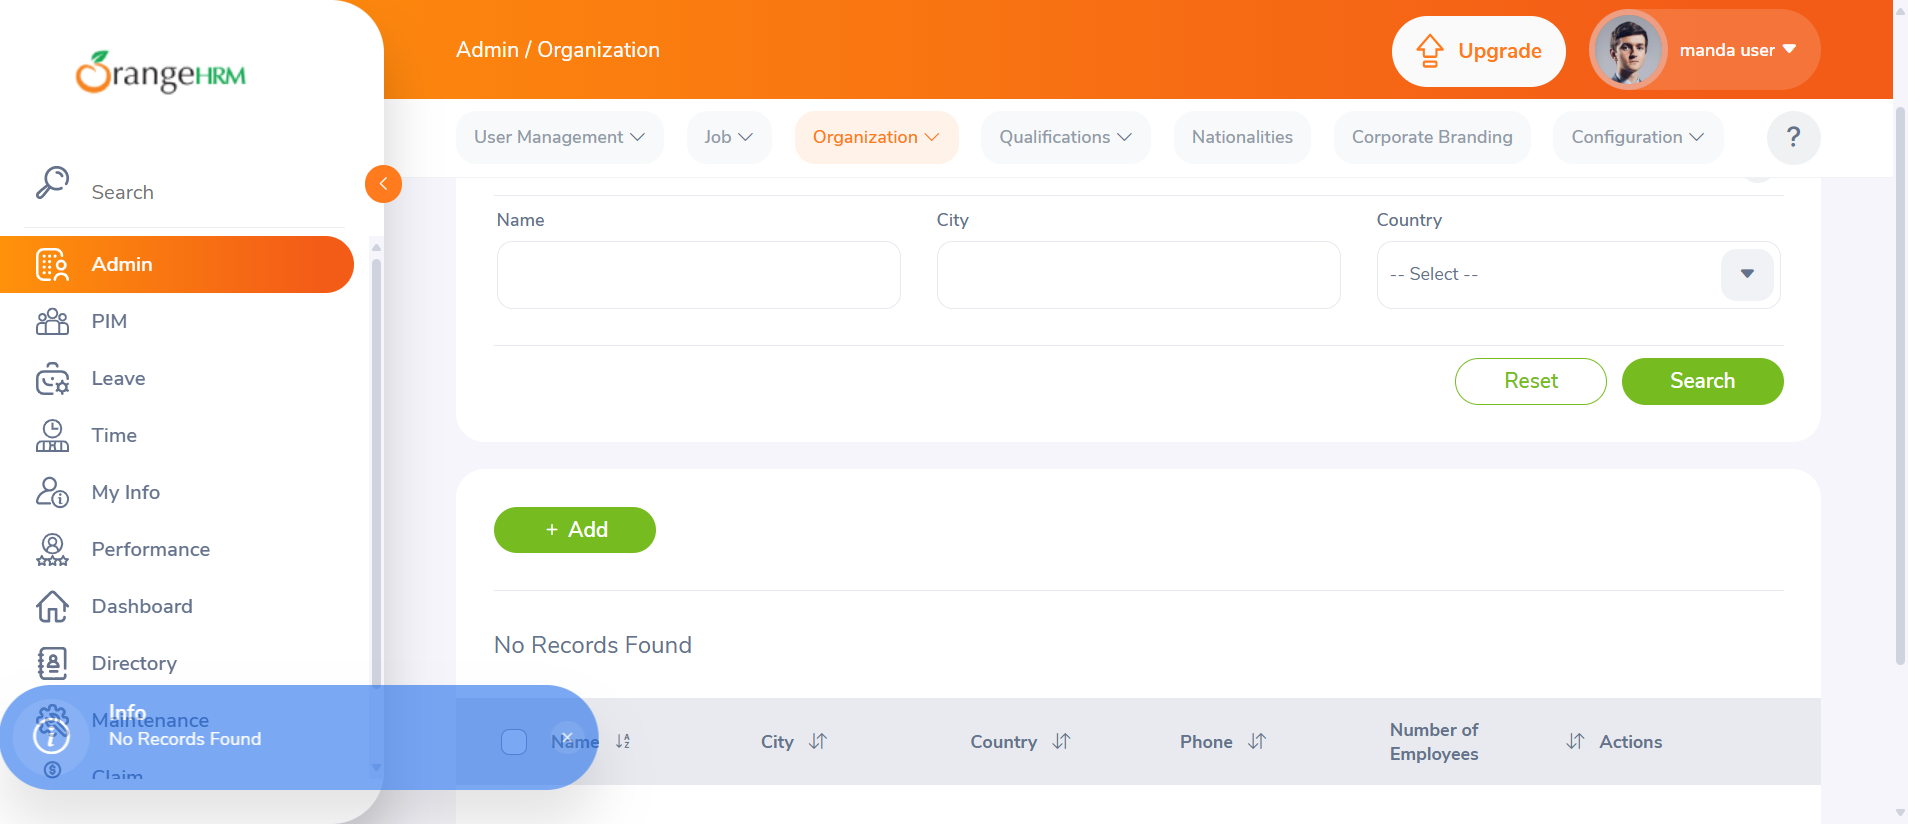 OrangeHRM
Admin / Organization
Upgrade
manda user
User Management
Job
Organization
Qualifications
Nationalities
Corporate Branding
Configuration
?
Search
Admin
PIM
Leave
Time
My Info
Performance
Dashboard
Directory
Maintenance
Claim
Name
City
Country
-- Select --
Reset
Search
+ Add
No Records Found
Info
No Records Found
Name
City
Country
Phone
Number of
Employees
Actions